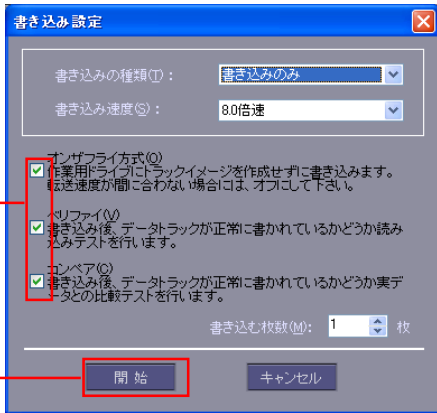 書き込み設定
書き込みの種類(T)： 書き込みのみ
書き込み速度(S)： 8.0倍速
オンザフライ方式(O)
作業用ドライブにトラックイメージを作成せずに書き込みます。
転送速度が間に合わない場合には、オフにして下さい。
ベリファイ(V)
書き込み後、データトラックが正常に書かれているかどうか読み
込みテストを行います。
コンペア(C)
書き込み後、データトラックが正常に書かれているかどうか実デ
ータとの比較テストを行います。
書き込む枚数(M): 1 枚
開 始 キャンセル